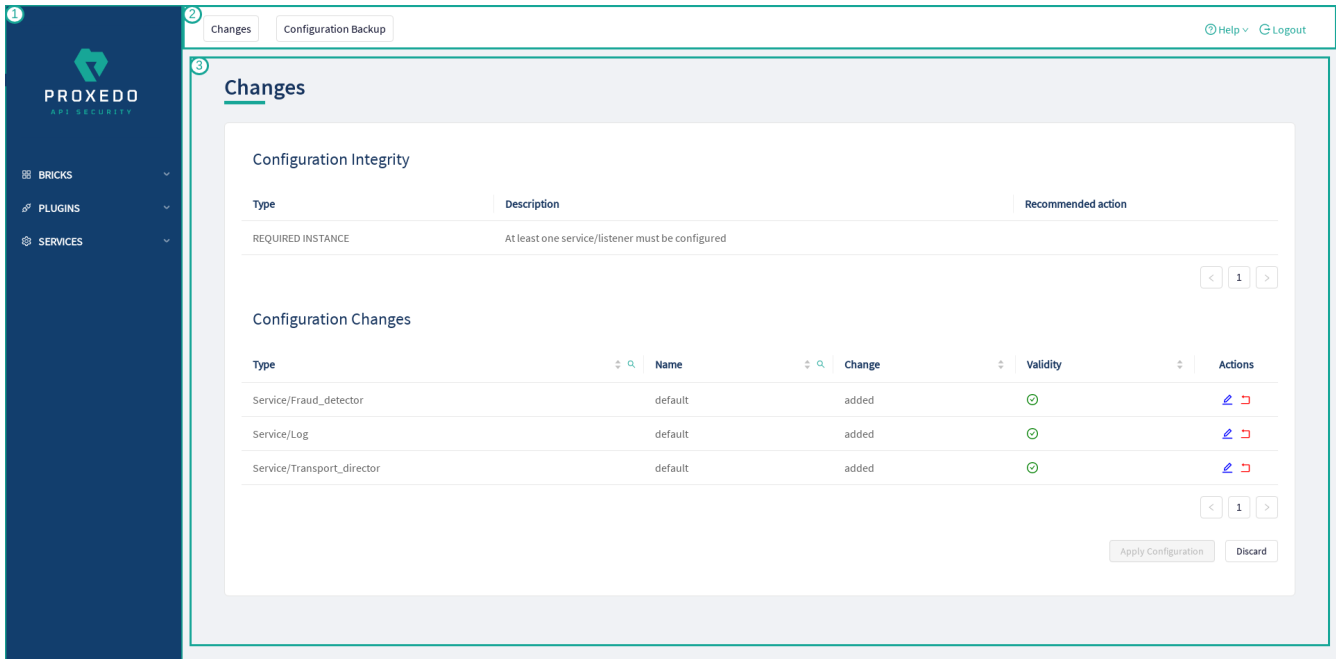 1
2
Changes Configuration Backup Help Logout
3
PROXEDO
API SECURITY
BRICKS
PLUGINS
SERVICES
Changes
Configuration Integrity
Type Description Recommended action
REQUIRED INSTANCE At least one service/listener must be configured
< 1 >
Configuration Changes
Type Name Change Validity Actions
Service/Fraud_detector default added
Service/Log default added
Service/Transport_director default added
< 1 >
Apply Configuration Discard